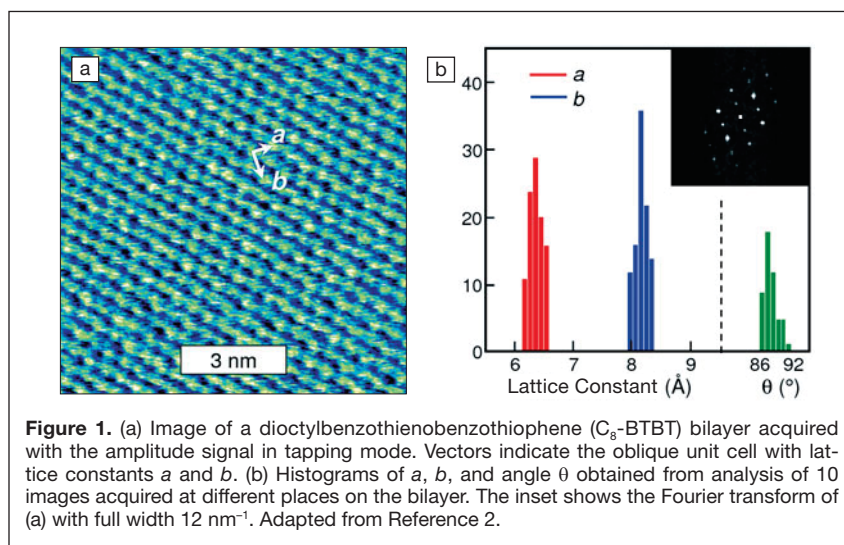 a
a
b
3 nm
b
a
b
40
30
20
10
0
6 7 8 9 86 92
Lattice Constant (Å) θ (°)
Figure 1. (a) Image of a dioctylbenzothienobenzothiophene (C₈-BTBT) bilayer acquired
with the amplitude signal in tapping mode. Vectors indicate the oblique unit cell with lat-
tice constants a and b. (b) Histograms of a, b, and angle θ obtained from analysis of 10
images acquired at different places on the bilayer. The inset shows the Fourier transform of
(a) with full width 12 nm⁻¹. Adapted from Reference 2.